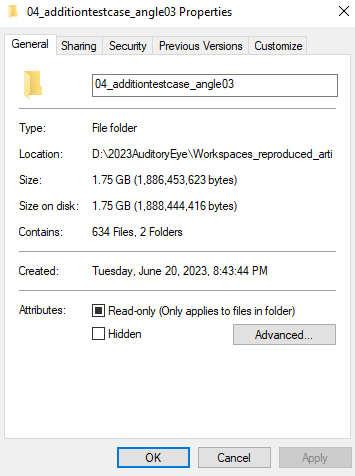 04_additiontestcase_angle03 Properties
General Sharing Security Previous Versions Customize
04_additiontestcase_angle03
Type: File folder
Location: D:\2023AuditoryEye\Workspaces_reproduced_arti
Size: 1.75 GB (1,886,453,623 bytes)
Size on disk: 1.75 GB (1,888,444,416 bytes)
Contains: 634 Files, 2 Folders
Created: Tuesday, June 20, 2023, 8:43:44 PM
Attributes: Read-only (Only applies to files in folder)
Hidden Advanced...
OK Cancel Apply